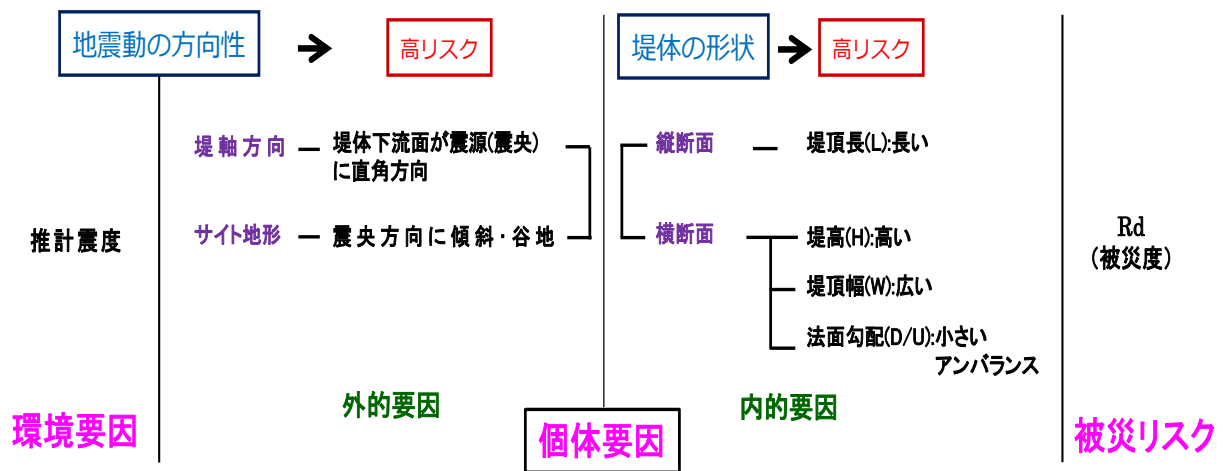 地震動の方向性 ➔ 高リスク
堤体の形状 ➔ 高リスク
堤軸方向 堤体下流面が震源(震央)
に直角方向
サイト地形 震央方向に傾斜・谷地
縦断面 堤頂長(L):長い
横断面 堤高(H):高い
堤頂幅(W):広い
法面勾配(D/U):小さい
アンバランス
推計震度
Rd
(被災度)
外的要因
内的要因
環境要因
個体要因
被災リスク